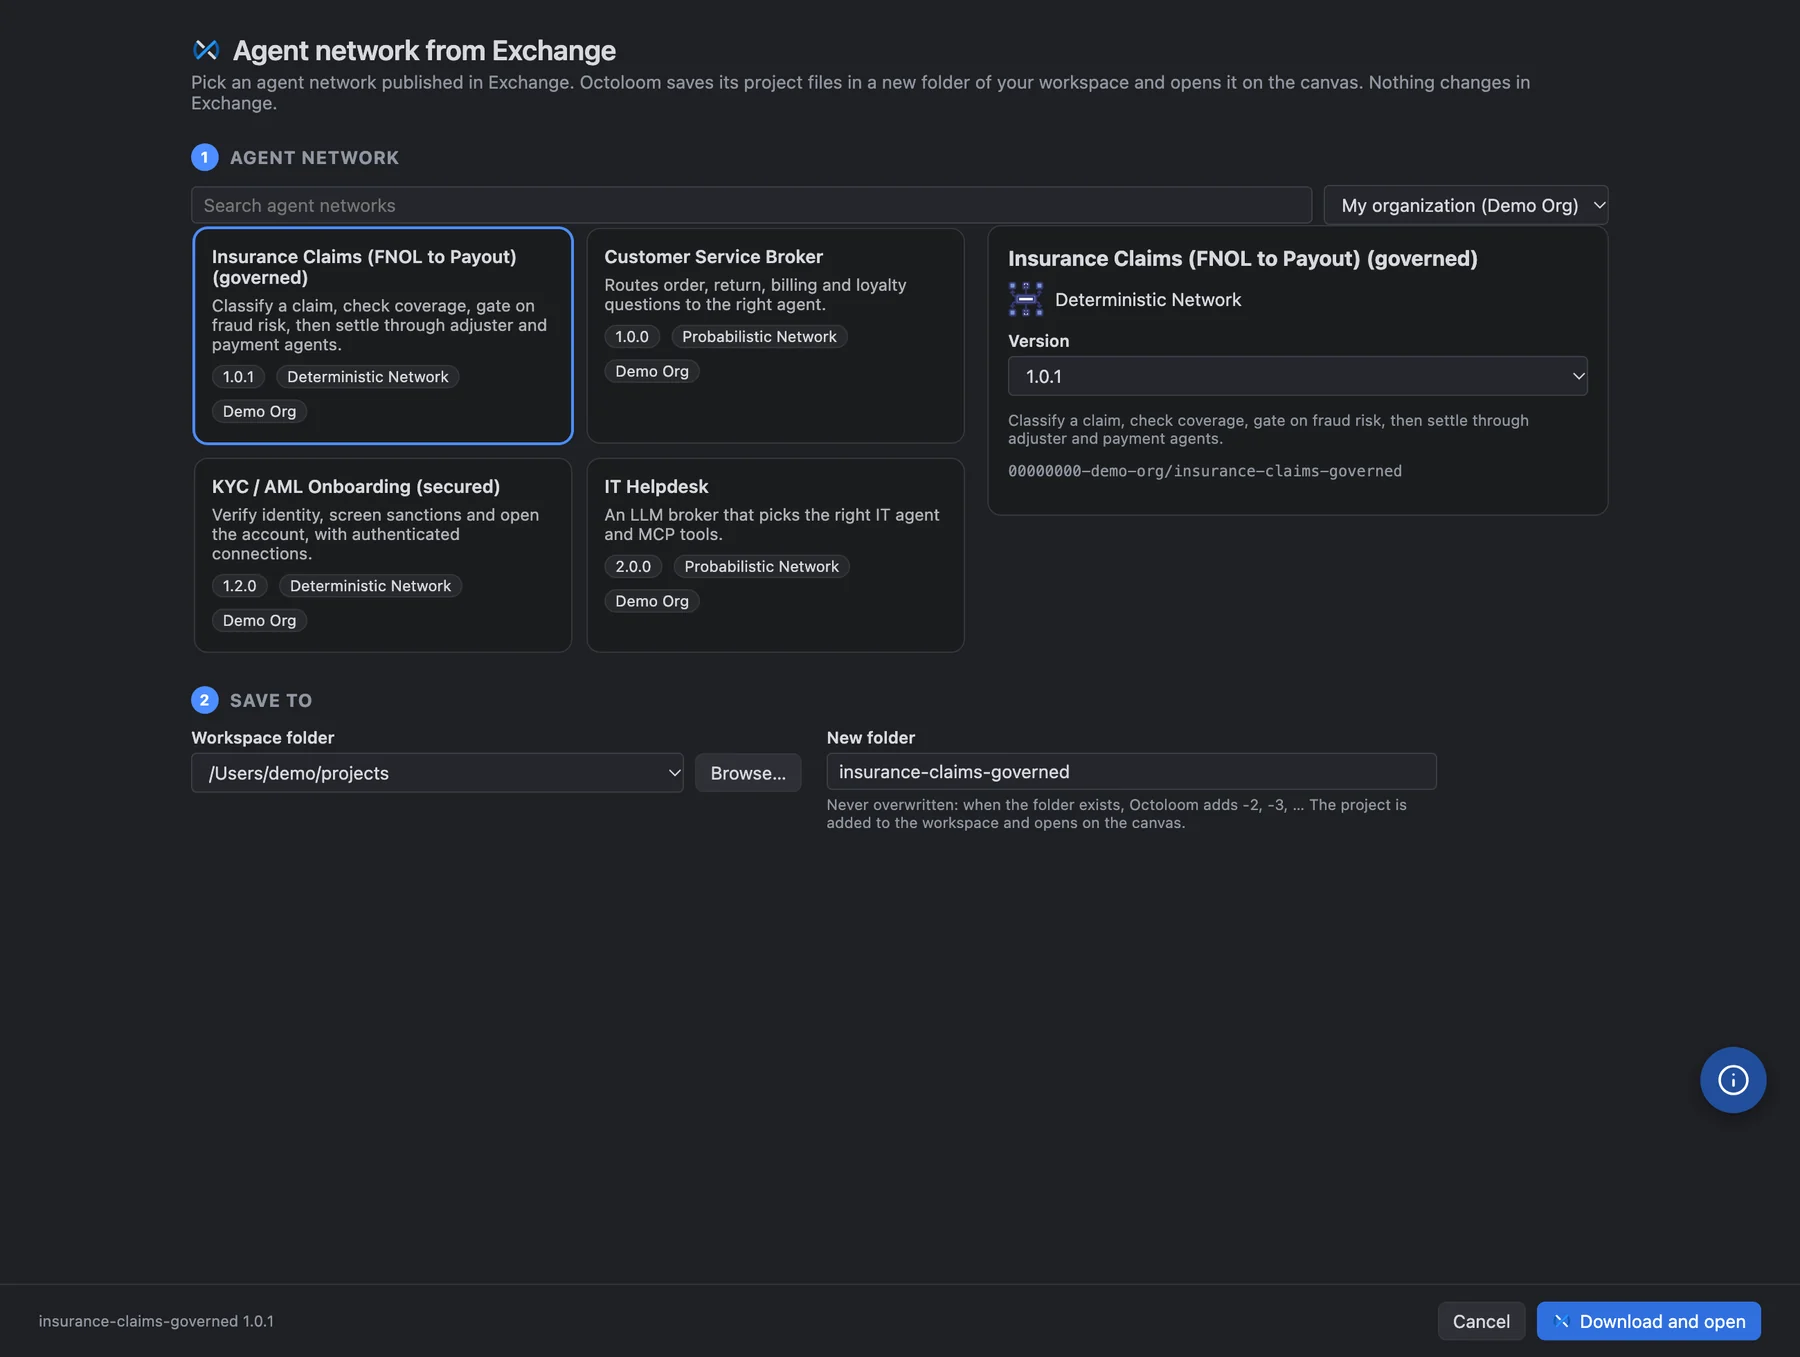 Agent network from Exchange
Pick an agent network published in Exchange. Octoloom saves its project files in a new folder of your workspace and opens it on the canvas. Nothing changes in
Exchange.
1 AGENT NETWORK
Search agent networks
My organization (Demo Org)
Insurance Claims (FNOL to Payout)
(governed)
Classify a claim, check coverage, gate on
fraud risk, then settle through adjuster and
payment agents.
1.0.1 Deterministic Network
Demo Org
Customer Service Broker
Routes order, return, billing and loyalty
questions to the right agent.
1.0.0 Probabilistic Network
Demo Org
Insurance Claims (FNOL to Payout) (governed)
Deterministic Network
Version
1.0.1
Classify a claim, check coverage, gate on fraud risk, then settle through
adjuster and payment agents.
00000000-demo-org/insurance-claims-governed
KYC / AML Onboarding (secured)
Verify identity, screen sanctions and open
the account, with authenticated
connections.
1.2.0 Deterministic Network
Demo Org
IT Helpdesk
An LLM broker that picks the right IT agent
and MCP tools.
2.0.0 Probabilistic Network
Demo Org
2 SAVE TO
Workspace folder
/Users/demo/projects
Browse...
New folder
insurance-claims-governed
Never overwritten: when the folder exists, Octoloom adds -2, -3, ... The project is
added to the workspace and opens on the canvas.
insurance-claims-governed 1.0.1
Cancel
Download and open